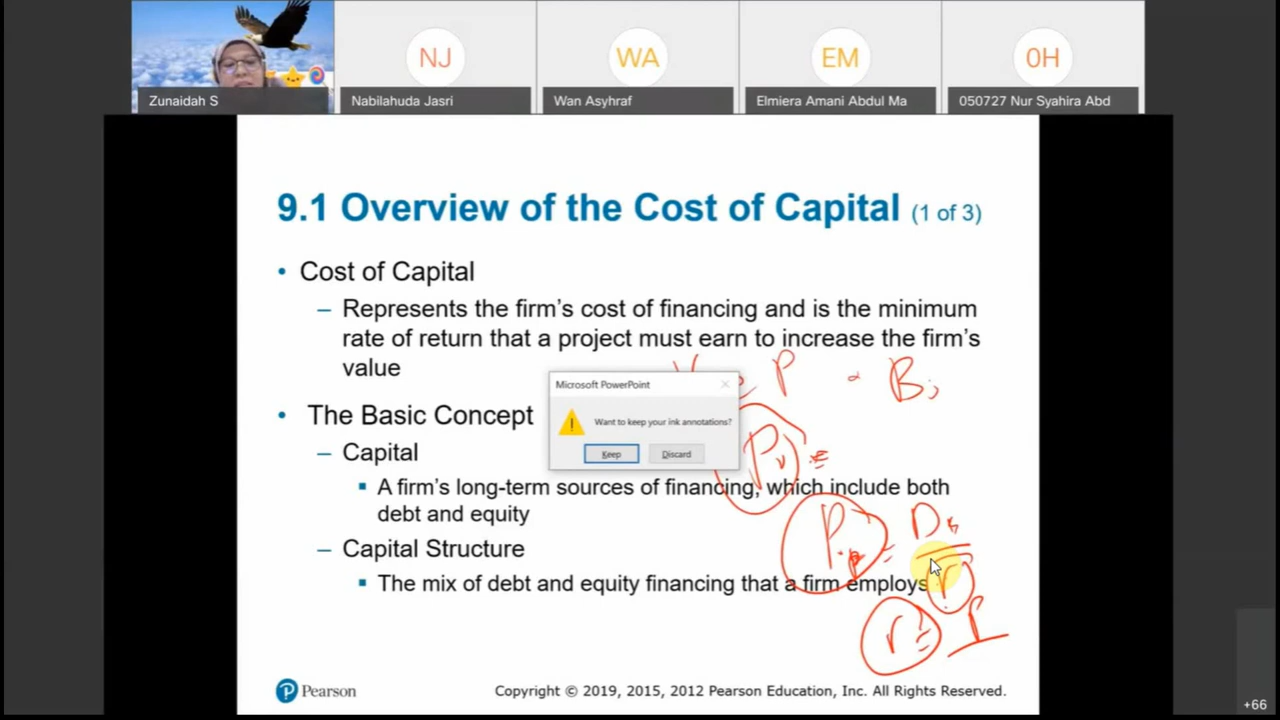 NJ
WA
EM
0H
Zunaidah S
Nabilahuda Jasri
Wan Asyhraf
Elmiera Amani Abdul Ma
050727 Nur Syahira Abd
9.1 Overview of the Cost of Capital (1 of 3)
• Cost of Capital
– Represents the firm's cost of financing and is the minimum
rate of return that a project must earn to increase the firm's
value
P
B
Microsoft PowerPoint
Want to keep your ink annotations?
Keep
Discard
• The Basic Concept
– Capital
▪ A firm's long-term sources of financing, which include both
debt and equity
– Capital Structure
▪ The mix of debt and equity financing that a firm employs
r =
Pearson
Copyright © 2019, 2015, 2012 Pearson Education, Inc. All Rights Reserved.
+66